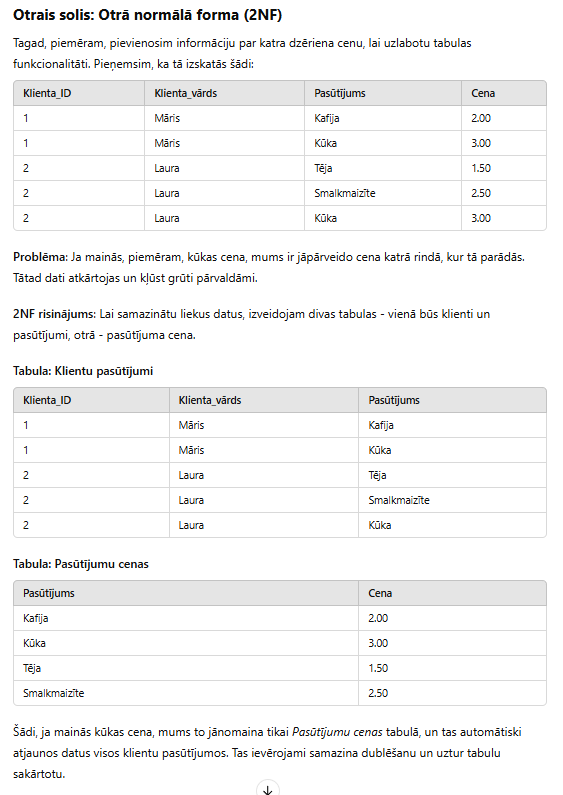 Otrais solis: Otrā normālā forma (2NF)
Tagad, piemēram, pievienosim informāciju par katra dzēriena cenu, lai uzlabotu tabulas
funkcionalitāti. Pieņemsim, ka tā izskatās šādi:
Klienta_ID Klienta_vārds Pasūtījums Cena
1 Māris Kafija 2.00
1 Māris Kūka 3.00
2 Laura Tēja 1.50
2 Laura Smalkmaizīte 2.50
2 Laura Kūka 3.00
Problēma: Ja mainās, piemēram, kūkas cena, mums ir jāpārveido cena katrā rindā, kur tā parādās.
Tātad dati atkārtojas un kļūst grūti pārvaldāmi.
2NF risinājums: Lai samazinātu liekus datus, izveidojam divas tabulas - vienā būs klienti un
pasūtījumi, otrā - pasūtījuma cena.
Tabula: Klientu pasūtījumi
Klienta_ID Klienta_vārds Pasūtījums
1 Māris Kafija
1 Māris Kūka
2 Laura Tēja
2 Laura Smalkmaizīte
2 Laura Kūka
Tabula: Pasūtījumu cenas
Pasūtījums Cena
Kafija 2.00
Kūka 3.00
Tēja 1.50
Smalkmaizīte 2.50
Šādi, ja mainās kūkas cena, mums to jānomaina tikai Pasūtījumu cenas tabulā, un tas automātiski
atjaunos datus visos klientu pasūtījumos. Tas ievērojami samazina dublēšanu un uztur tabulu
sakārtotu.